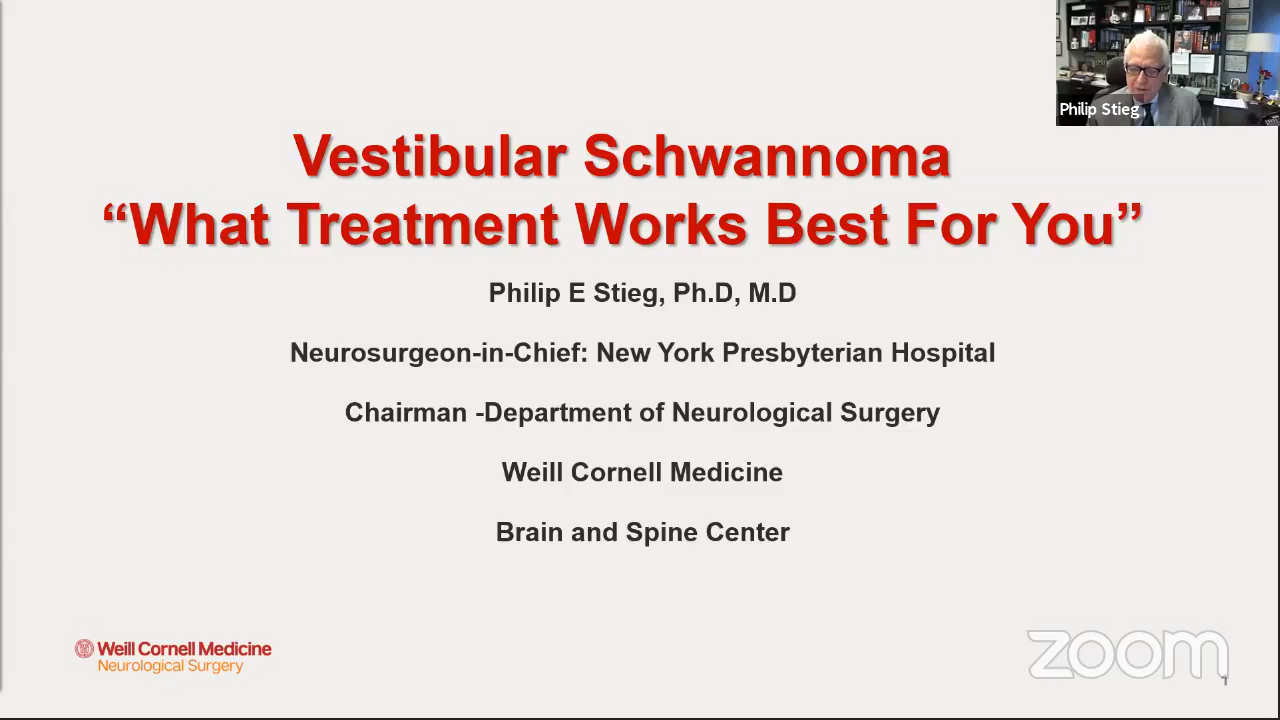 Philip Stieg
Vestibular Schwannoma
“What Treatment Works Best For You”
Philip E Stieg, Ph.D, M.D
Neurosurgeon-in-Chief: New York Presbyterian Hospital
Chairman -Department of Neurological Surgery
Weill Cornell Medicine
Brain and Spine Center
Weill Cornell Medicine
Neurological Surgery
zoom
1